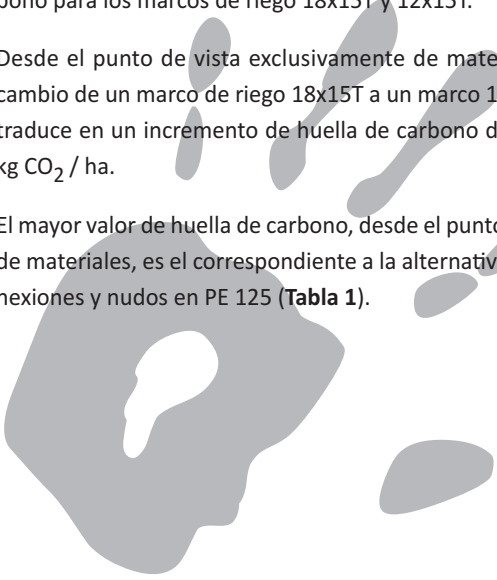 bono para los marcos de riego 18x15T y 12x15T.
Desde el punto de vista exclusivamente de mate
cambio de un marco de riego 18x15T a un marco 1
traduce en un incremento de huella de carbono d
kg CO2 / ha.
El mayor valor de huella de carbono, desde el punto
de materiales, es el correspondiente a la alternativ
nexiones y nudos en PE 125 (Tabla 1).